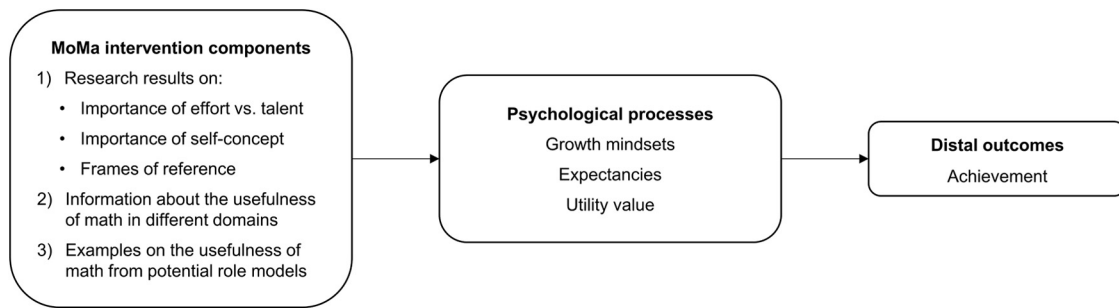 MoMa intervention components
1) Research results on:
• Importance of effort vs. talent
• Importance of self-concept
• Frames of reference
2) Information about the usefulness
of math in different domains
3) Examples on the usefulness of
math from potential role models
Psychological processes
Growth mindsets
Expectancies
Utility value
Distal outcomes
Achievement